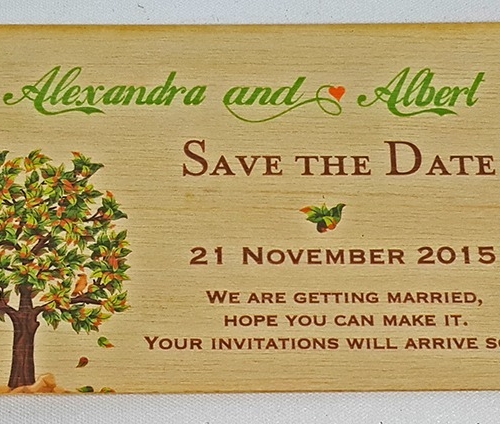 Alexandra and Albert
Save the Date
21 November 2015
We are getting married,
hope you can make it.
Your invitations will arrive